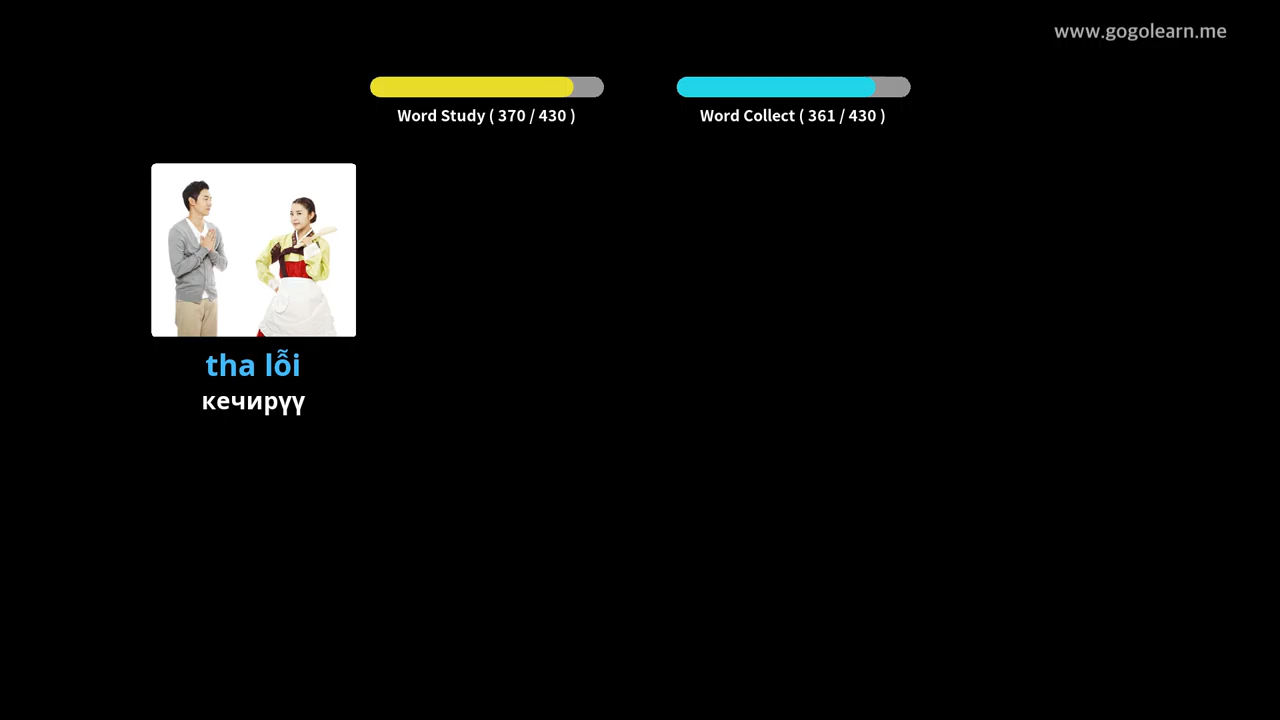 www.gogolearn.me
Word Study ( 370 / 430 )
Word Collect ( 361 / 430 )
tha lỗi
кечирүү